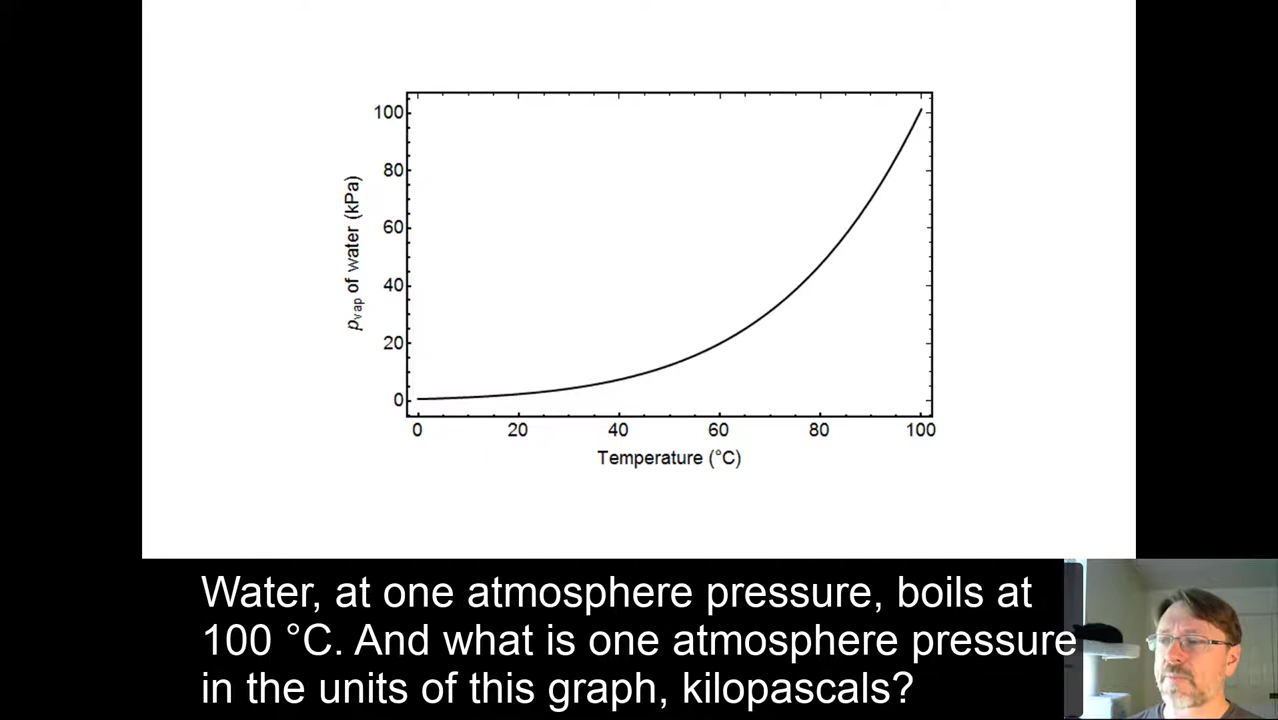 100
80
60
40
20
0
pvap of water (kPa)
0 20 40 60 80 100
Temperature (°C)
Water, at one atmosphere pressure, boils at
100 °C. And what is one atmosphere pressure
in the units of this graph, kilopascals?